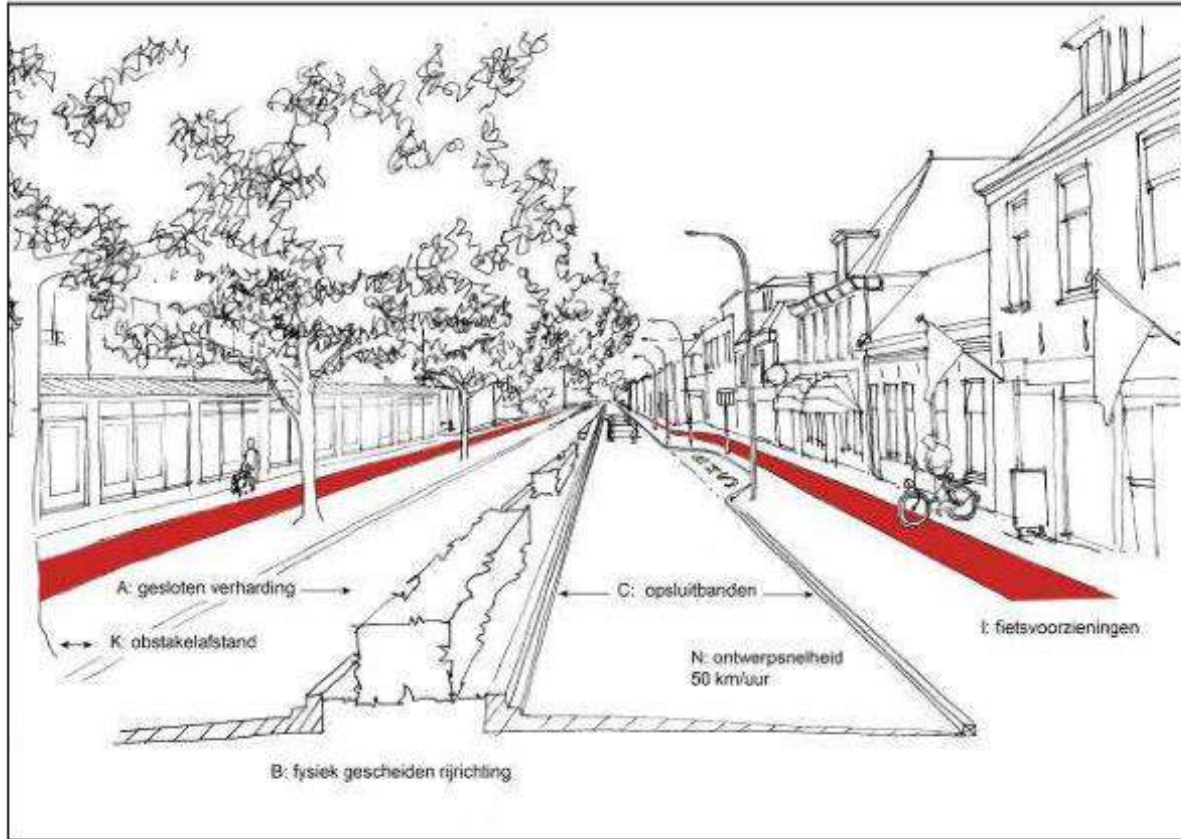 A: gesloten verharding
C: opsluitbanden
I: fietsvoorzieningen
K: obstakelafstand
N: ontwerpsnelheid
50 km/uur
B: fysiek gescheiden rijrichting